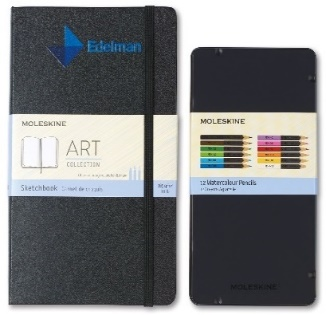 Edelman
MOLESKINE
ART
COLLECTION
Sketchbook
MOLESKINE
12 Watercolour Pencils
MOLESKINE